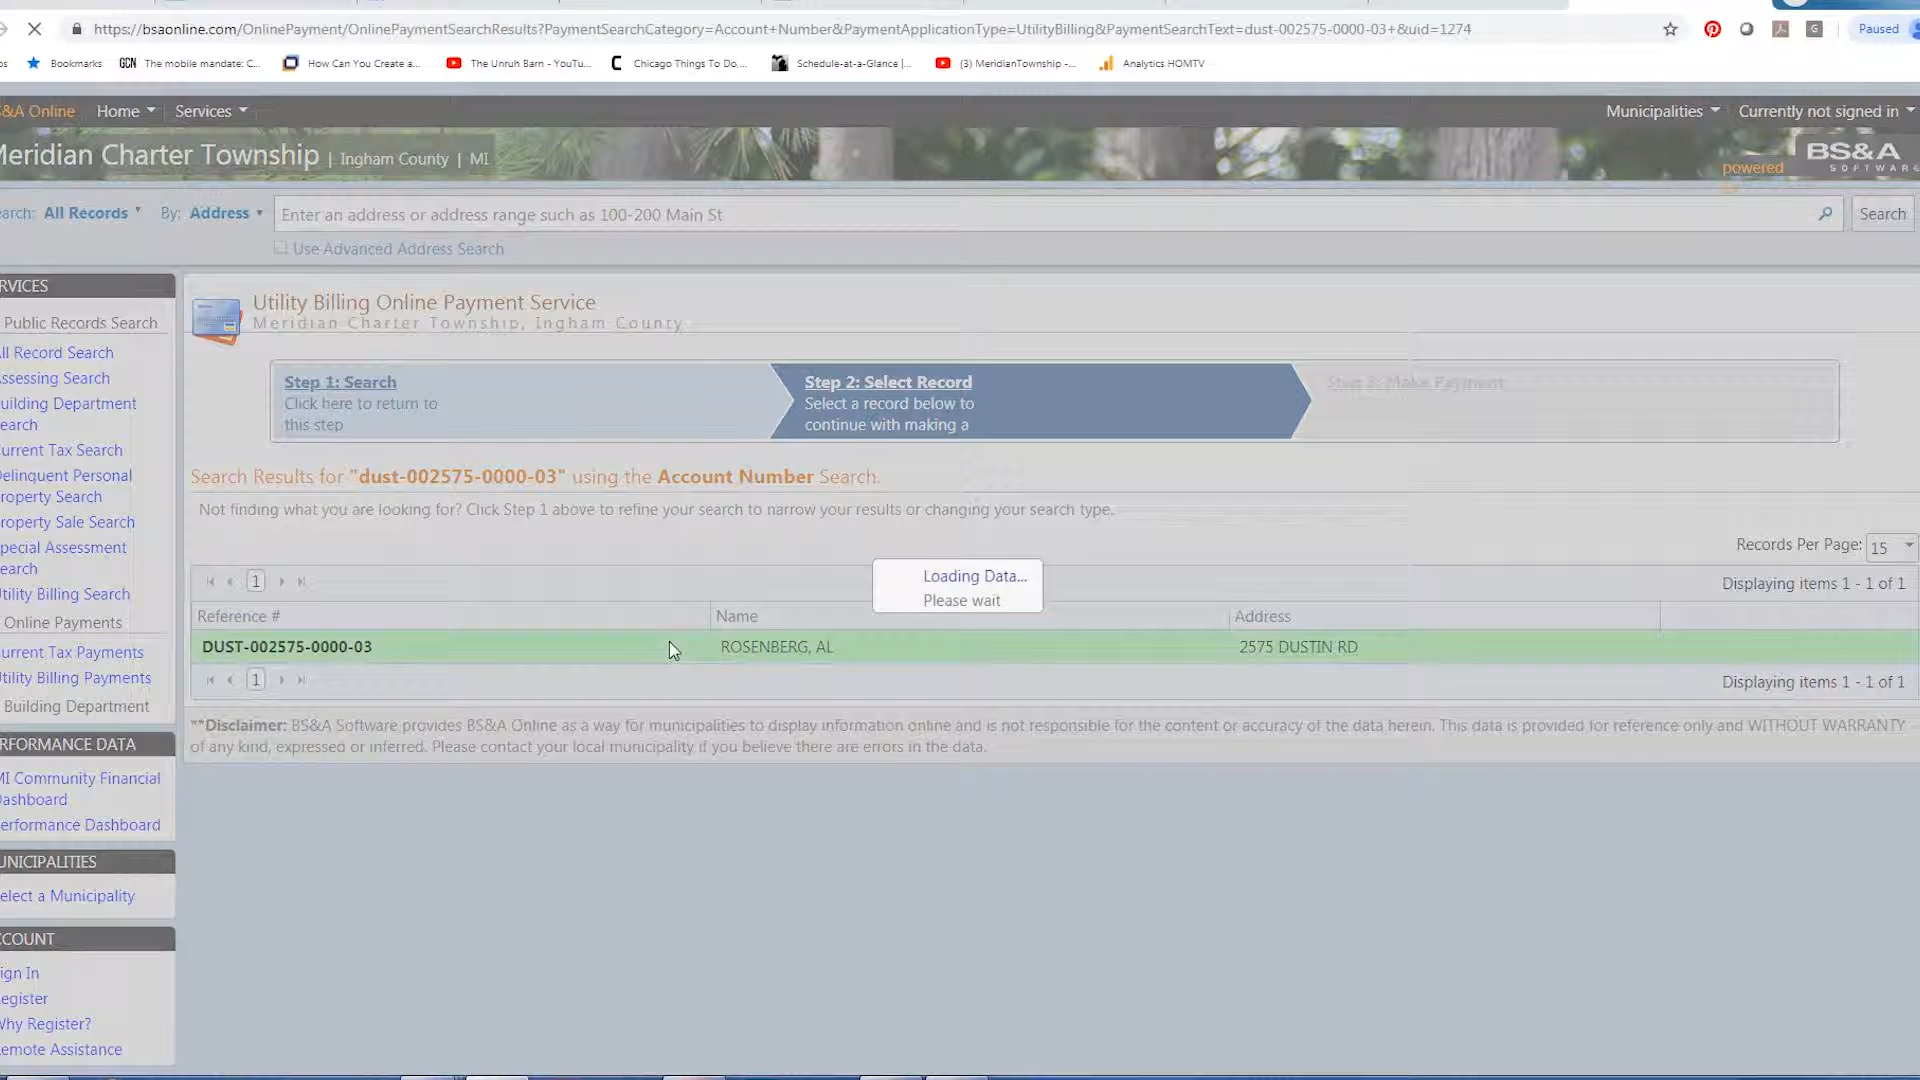 https://bsaonline.com/OnlinePayment/OnlinePaymentSearchResults?PaymentSearchCategory=Account+Number&PaymentApplicationType=UtilityBilling&PaymentSearchText=dust-002575-0000-03+&uid=1274
Paused
Bookmarks GCN The mobile mandate: C... How Can You Create a... The Unruh Barn - YouTu... Chicago Things To Do.... Schedule-at-a-Glance |... (3) MeridianTownship -... Analytics HOMTV
S&A Online Home Services Municipalities Currently not signed in
Meridian Charter Township | Ingham County | MI
powered BS&A SOFTWARE
earch: All Records By: Address Enter an address or address range such as 100-200 Main St Search
Use Advanced Address Search
RVICES
Public Records Search
ll Record Search
ssessing Search
uilding Department
earch
urrent Tax Search
elinquent Personal
roperty Search
roperty Sale Search
pecial Assessment
earch
tility Billing Search
Online Payments
urrent Tax Payments
tility Billing Payments
Building Department
RFORMANCE DATA
MI Community Financial
ashboard
erformance Dashboard
UNICIPALITIES
elect a Municipality
CCOUNT
ign In
egister
hy Register?
emote Assistance
Utility Billing Online Payment Service
Meridian Charter Township, Ingham County
Step 1: Search
Click here to return to
this step
Step 2: Select Record
Select a record below to
continue with making a
Step 3: Make Payment
Search Results for "dust-002575-0000-03" using the Account Number Search.
Not finding what you are looking for? Click Step 1 above to refine your search to narrow your results or changing your search type.
Records Per Page: 15
1 Displaying items 1 - 1 of 1
Loading Data...
Please wait
Reference # Name Address
DUST-002575-0000-03 ROSENBERG, AL 2575 DUSTIN RD
1 Displaying items 1 - 1 of 1
**Disclaimer: BS&A Software provides BS&A Online as a way for municipalities to display information online and is not responsible for the content or accuracy of the data herein. This data is provided for reference only and WITHOUT WARRANTY
of any kind, expressed or inferred. Please contact your local municipality if you believe there are errors in the data.